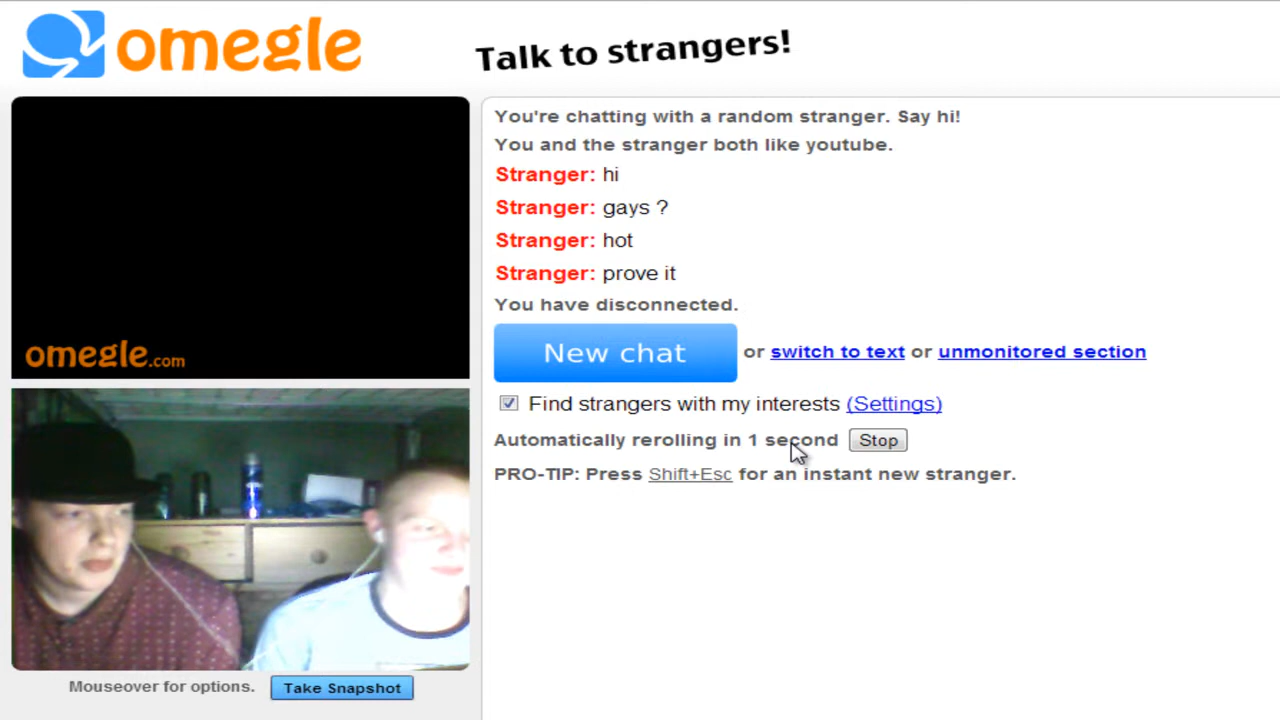 omegle
Talk to strangers!
You're chatting with a random stranger. Say hi!
You and the stranger both like youtube.
Stranger: hi
Stranger: gays ?
Stranger: hot
Stranger: prove it
You have disconnected.
omegle.com
New chat or switch to text or unmonitored section
Find strangers with my interests (Settings)
Automatically rerolling in 1 second Stop
PRO-TIP: Press Shift+Esc for an instant new stranger.
Mouseover for options. Take Snapshot